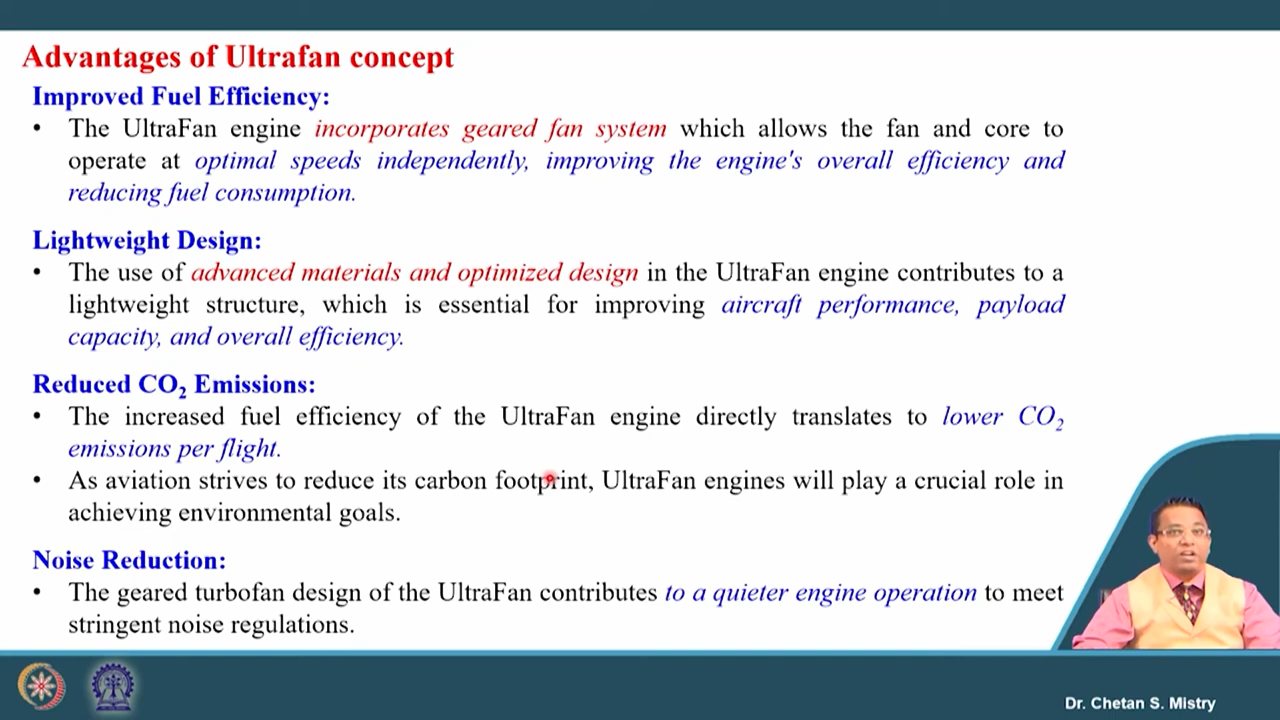 Advantages of Ultrafan concept
Improved Fuel Efficiency:
• The UltraFan engine incorporates geared fan system which allows the fan and core to
operate at optimal speeds independently, improving the engine's overall efficiency and
reducing fuel consumption.
Lightweight Design:
• The use of advanced materials and optimized design in the UltraFan engine contributes to a
lightweight structure, which is essential for improving aircraft performance, payload
capacity, and overall efficiency.
Reduced CO₂ Emissions:
• The increased fuel efficiency of the UltraFan engine directly translates to lower CO₂
emissions per flight.
• As aviation strives to reduce its carbon footprint, UltraFan engines will play a crucial role in
achieving environmental goals.
Noise Reduction:
• The geared turbofan design of the UltraFan contributes to a quieter engine operation to meet
stringent noise regulations.
Dr. Chetan S. Mistry